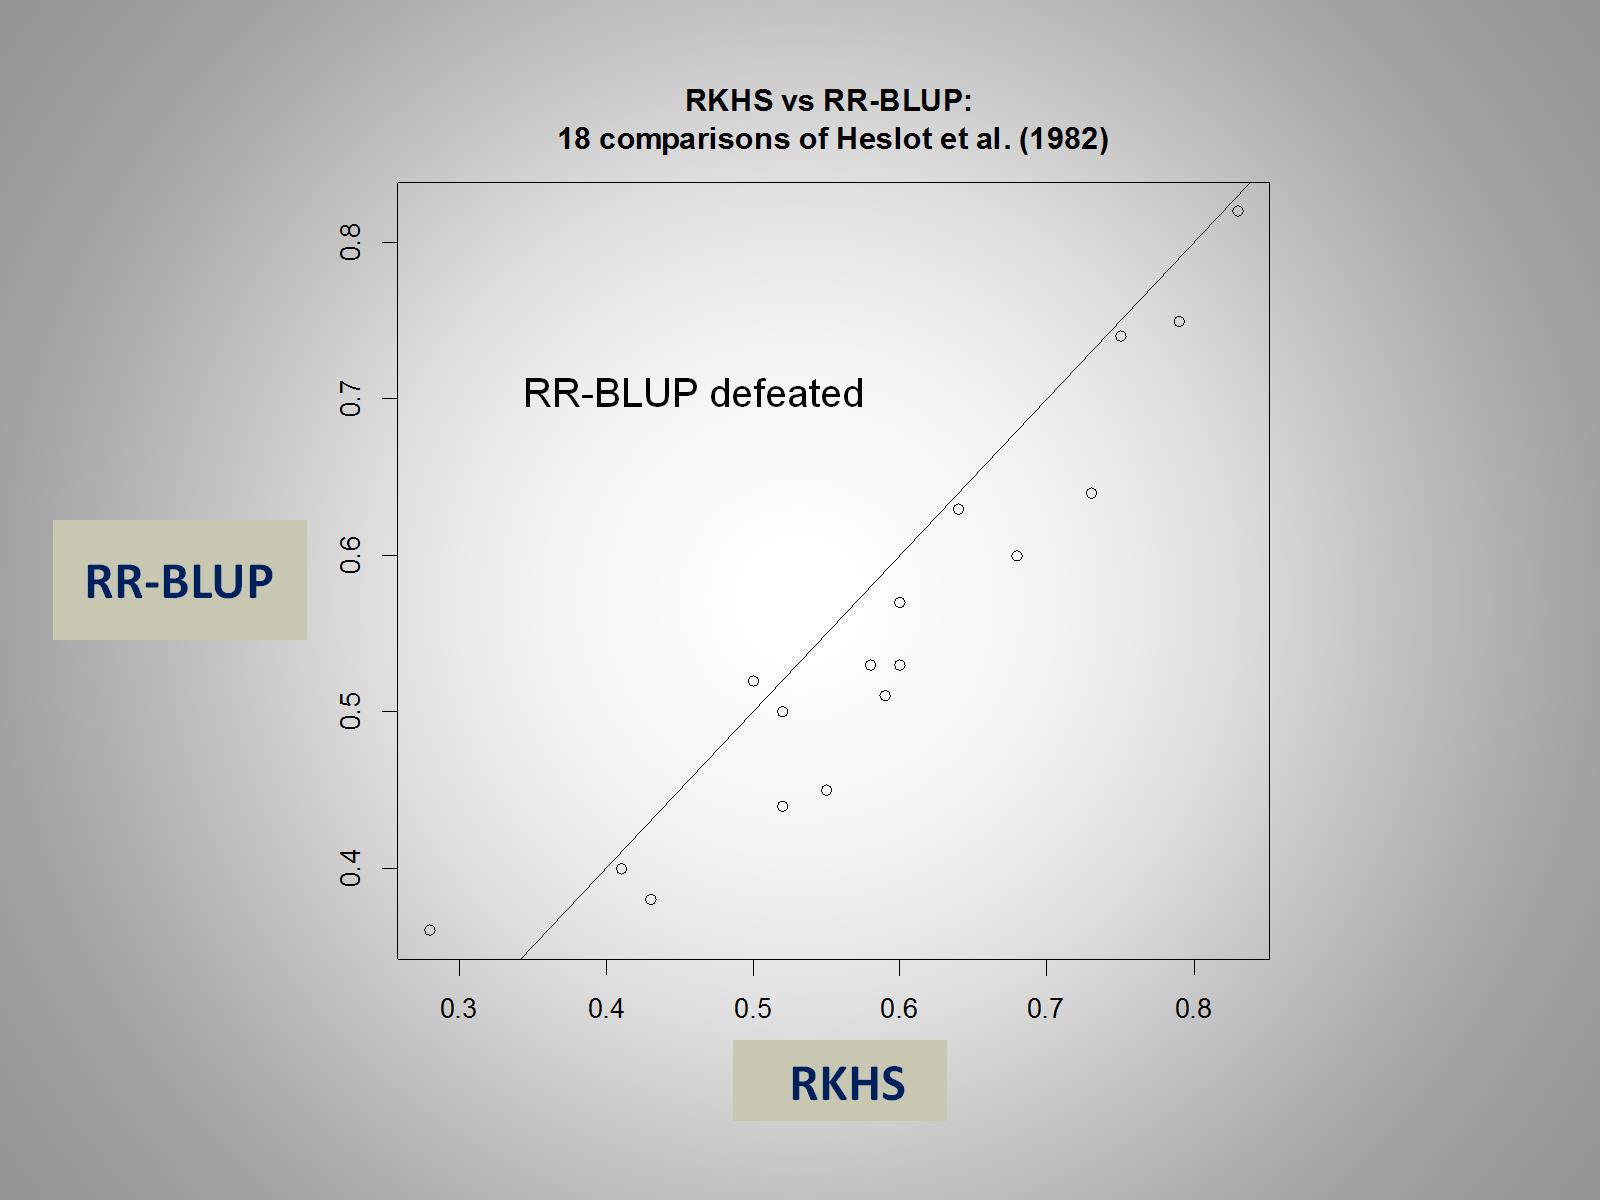 RKHS vs RR-BLUP:
18 comparisons of Heslot et al. (1982)
0.8
0.7
0.6
0.5
0.4
RR-BLUP defeated
RR-BLUP
0.3 0.4 0.5 0.6 0.7 0.8
RKHS